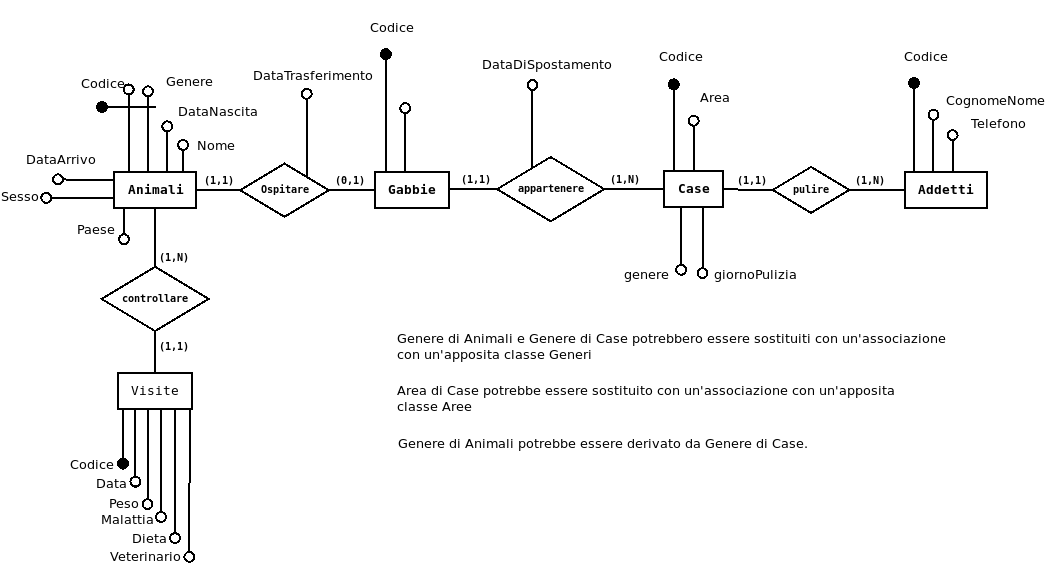 Codice
Codice
Genere
DataTrasferimento
DataDiSpostamento
Codice
Codice
DataNascita
Area
CognomeNome
Telefono
Nome
DataArrivo
Sesso
Animali
(1,1)
Ospitare
(0,1)
Gabbie
(1,1)
appartenere
(1,N)
Case
(1,1)
pulire
(1,N)
Addetti
Paese
(1,N)
genere
giornoPulizia
controllare
(1,1)
Visite
Genere di Animali e Genere di Case potrebbero essere sostituiti con un'associazione
con un'apposita classe Generi
Area di Case potrebbe essere sostituito con un'associazione con un'apposita
classe Aree
Genere di Animali potrebbe essere derivato da Genere di Case.
Codice
Data
Peso
Malattia
Dieta
Veterinario